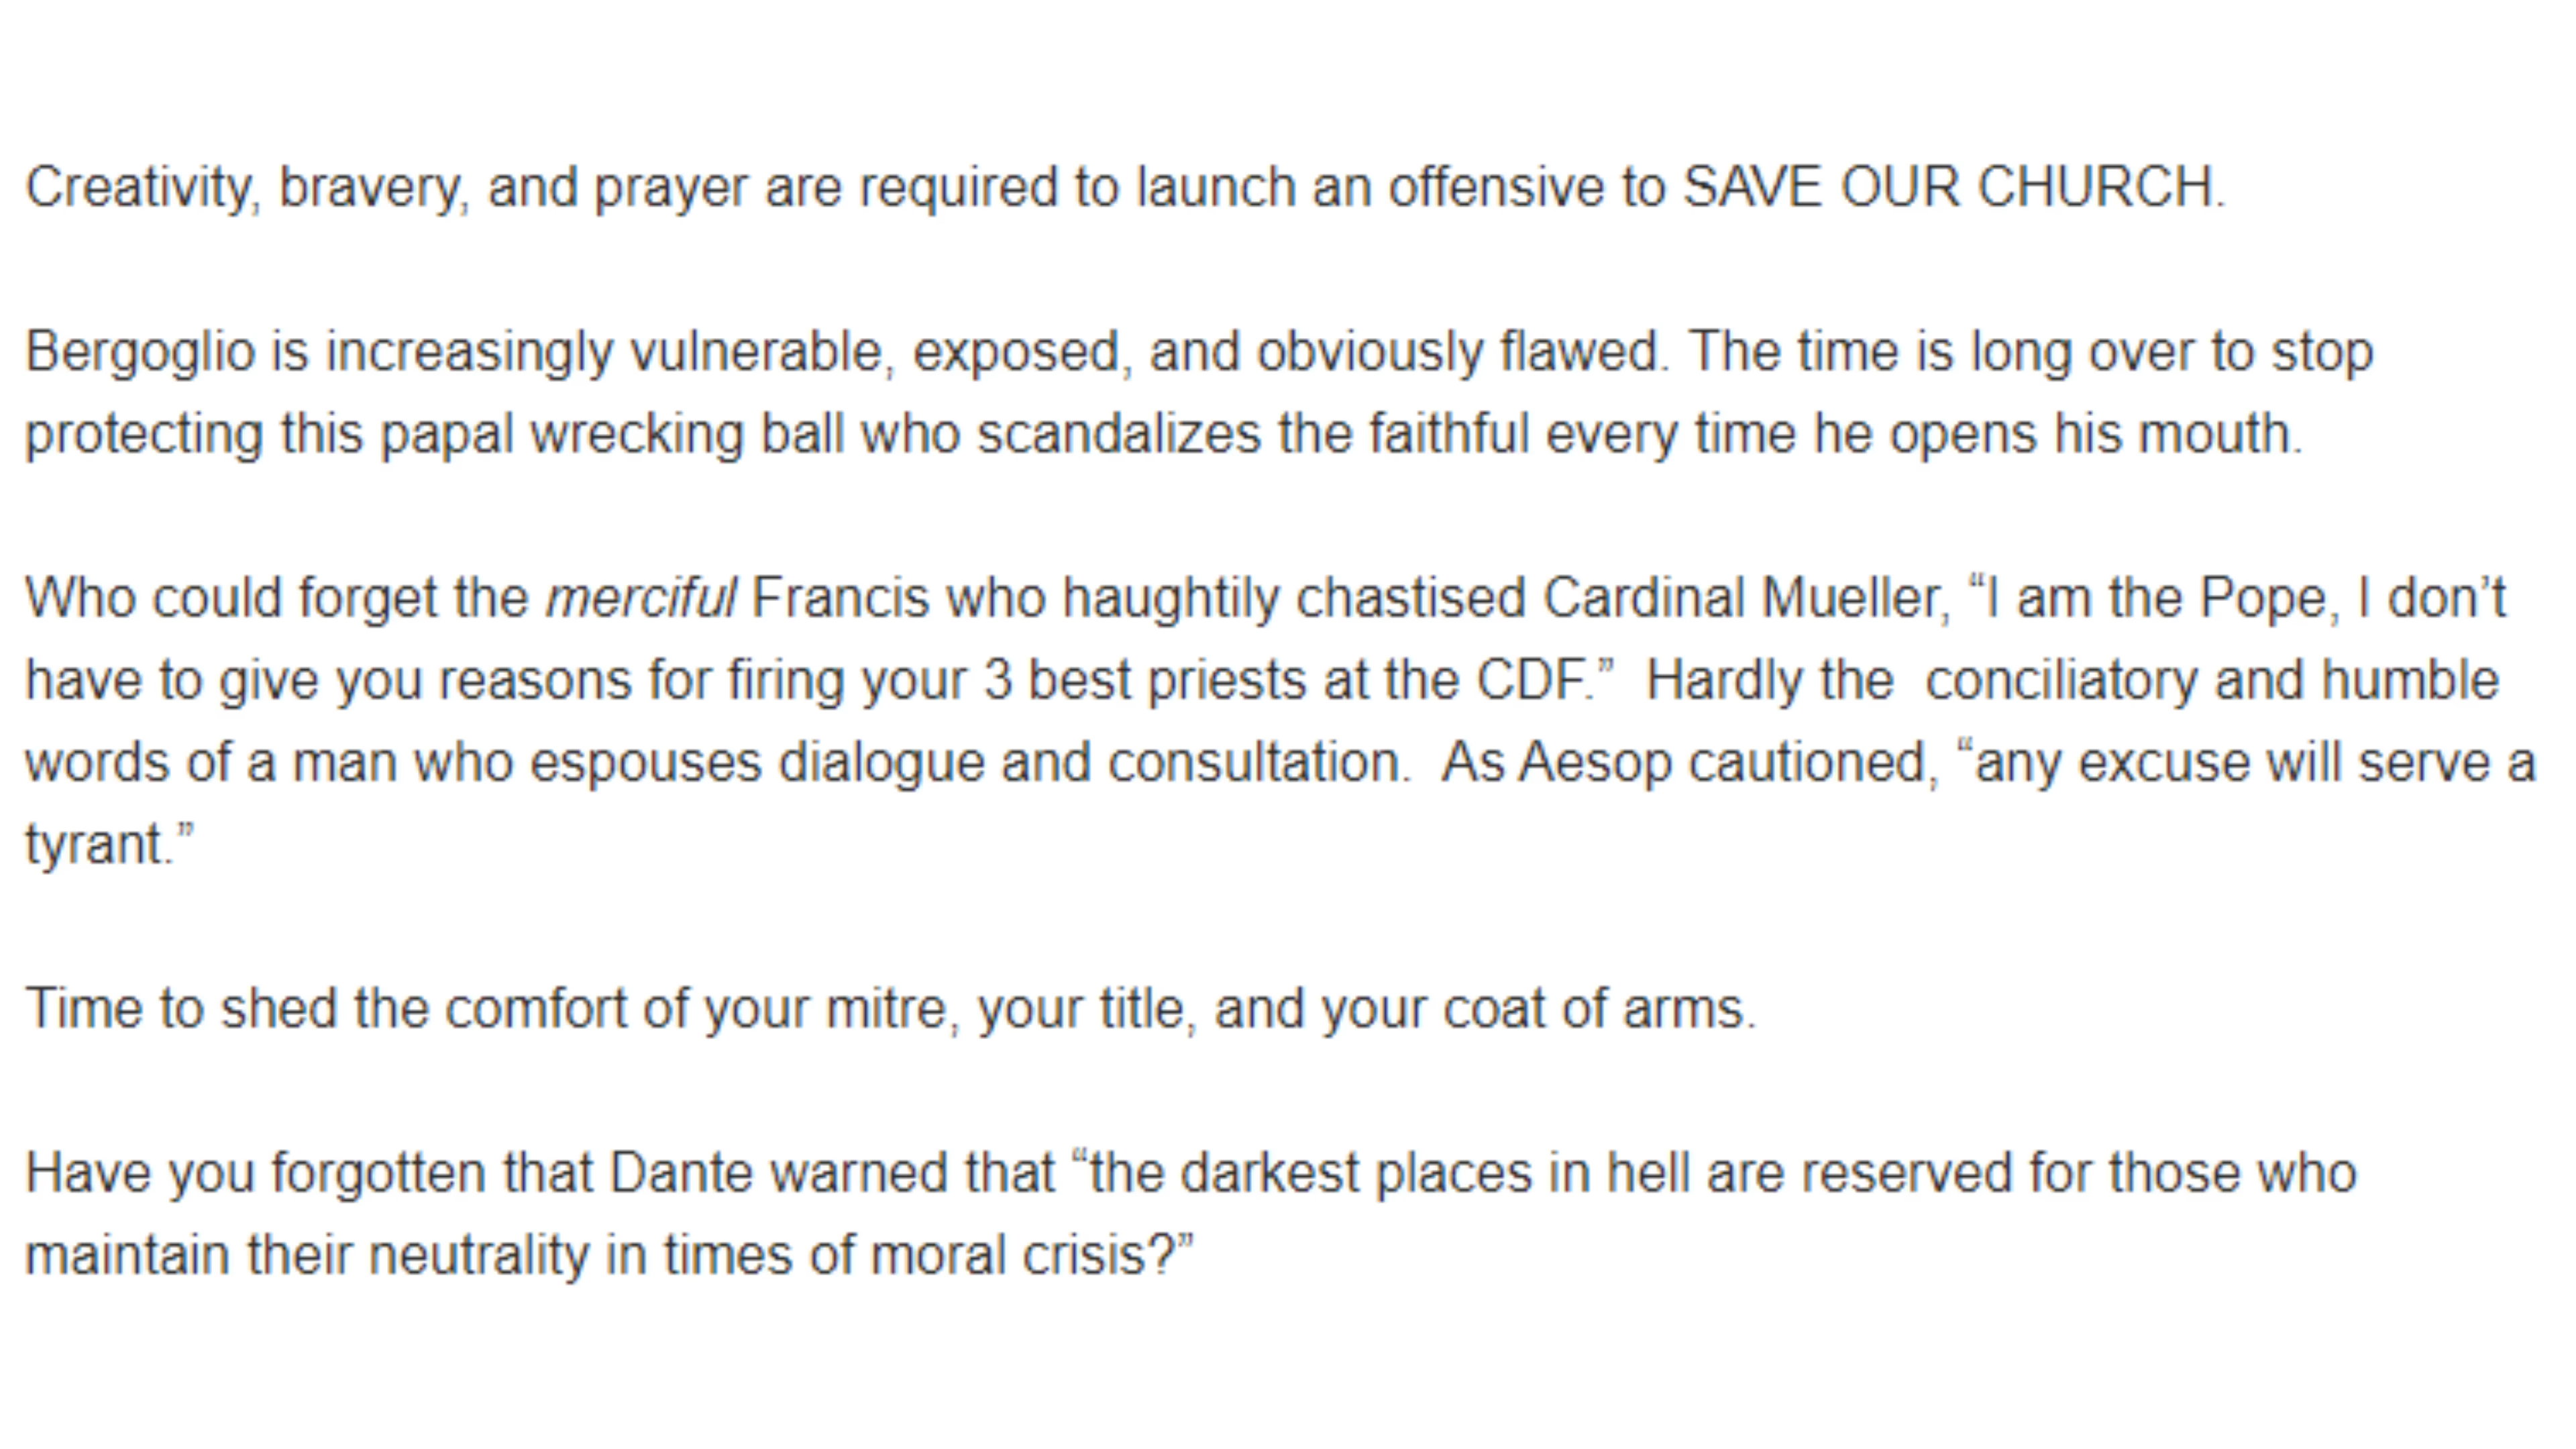 Creativity, bravery, and prayer are required to launch an offensive to SAVE OUR CHURCH.
Bergoglio is increasingly vulnerable, exposed, and obviously flawed. The time is long over to stop
protecting this papal wrecking ball who scandalizes the faithful every time he opens his mouth.
Who could forget the merciful Francis who haughtily chastised Cardinal Mueller, “I am the Pope, I don’t
have to give you reasons for firing your 3 best priests at the CDF.”  Hardly the  conciliatory and humble
words of a man who espouses dialogue and consultation.  As Aesop cautioned, “any excuse will serve a
tyrant.”
Time to shed the comfort of your mitre, your title, and your coat of arms.
Have you forgotten that Dante warned that “the darkest places in hell are reserved for those who
maintain their neutrality in times of moral crisis?”